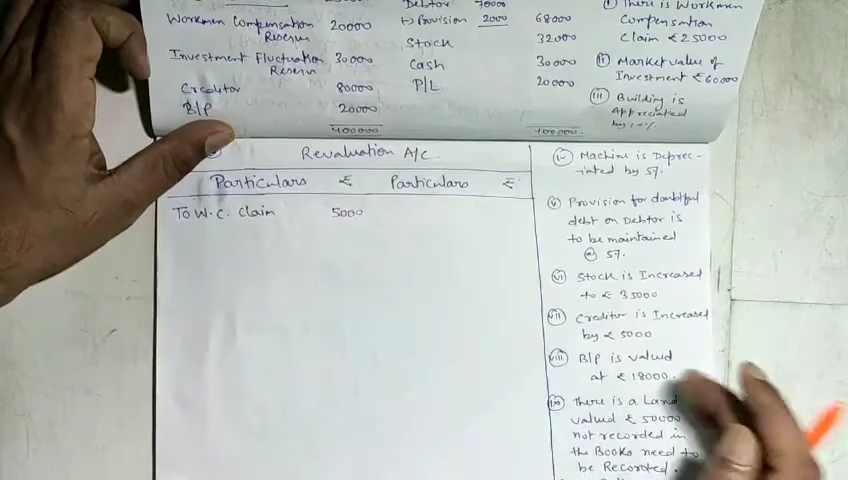 Debtor 70000
Workmen Compensation 20000
Reserve
(-) Provision 2000 68000
Investment Fluctuation 30000
Reserve
Stock 32000
Creditor 80000
Cash 30000
B/P 20000
P/L 20000
400000 400000
(i) There is Workmen
Compensation
Claim ₹25000
(ii) Market value of
Investment ₹60000
(iii) Building is
Appreciated
by 10%.
Revaluation A/C
Particulars ₹ Particulars ₹
To W.C. Claim 5000
(iv) Machine is Deprec-
iated by 5%.
(v) Provision for doubtful
debt on Debtor is
to be maintained
@ 5%.
(vi) Stock is Increased
to ₹ 35000
(vii) Creditor is Increased
by ₹ 5000
(viii) B/P is valued
at ₹ 18000.
There is a Land
valued ₹ 50000
not recorded in
the Books need to
be Recorded.